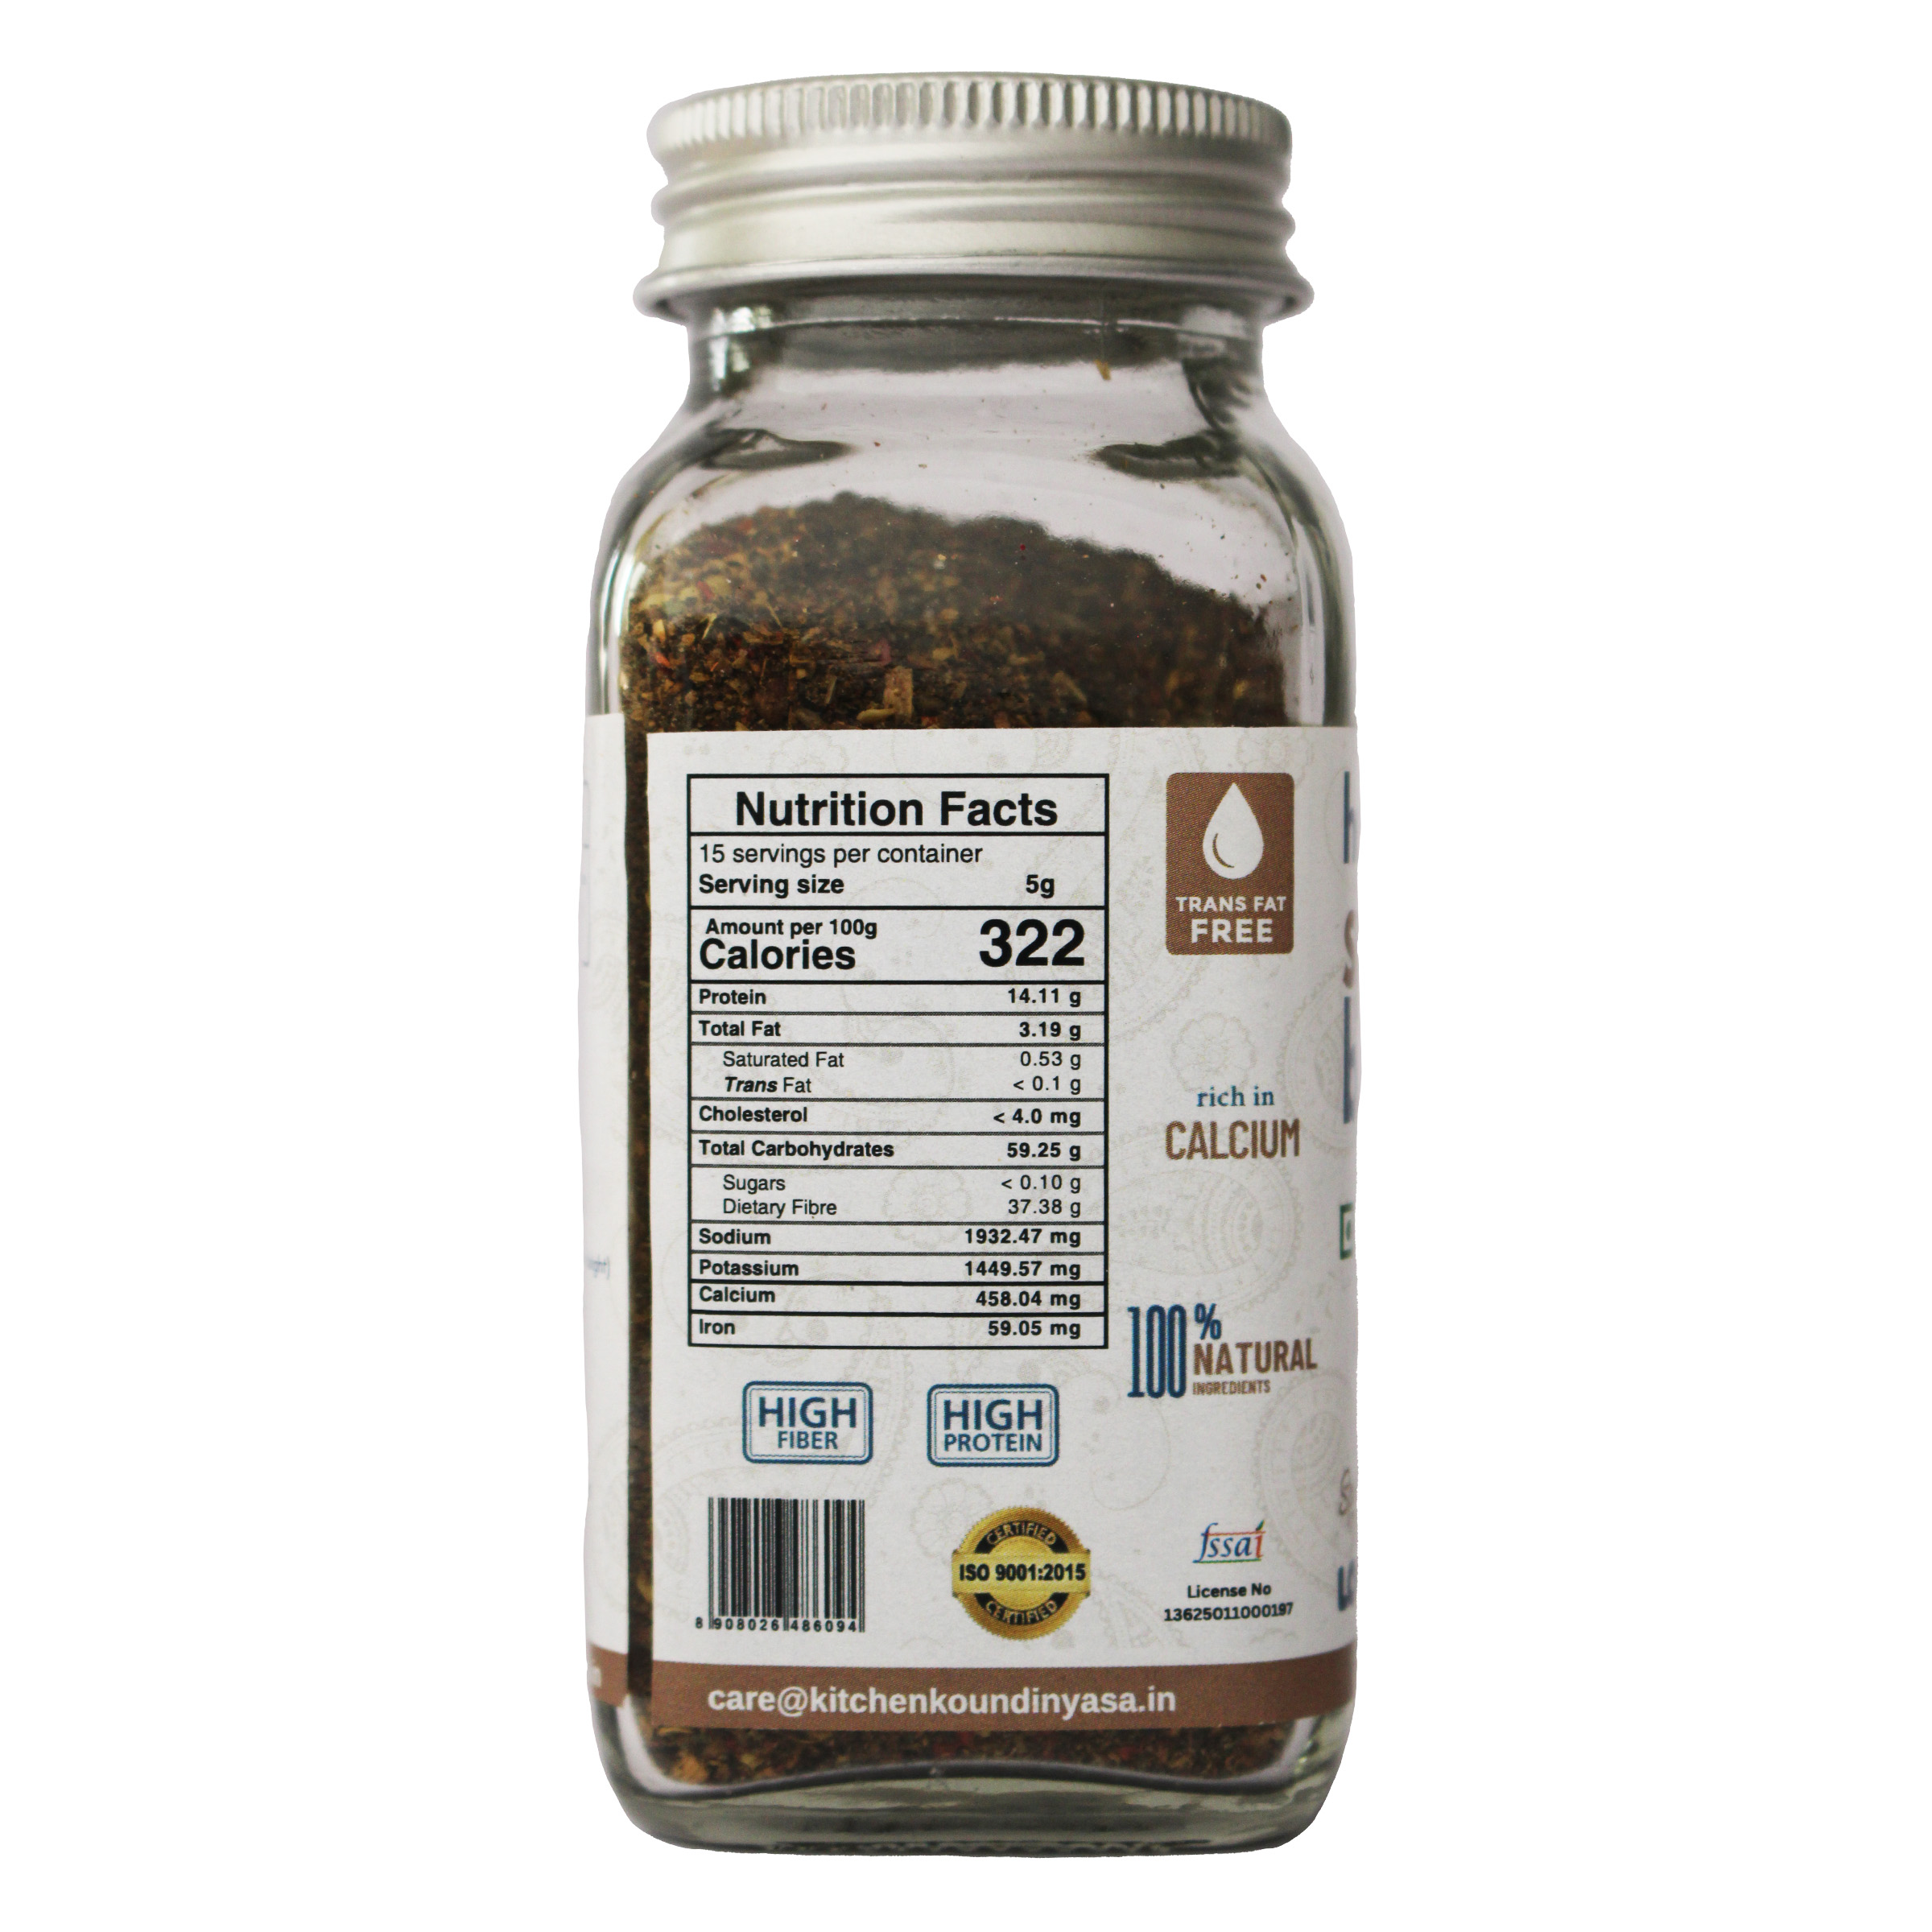 Nutrition Facts
15 servings per container
Serving size 5g
Amount per 100g
Calories 322
Protein 14.11 g
Total Fat 3.19 g
Saturated Fat 0.53 g
Trans Fat < 0.1 g
Cholesterol < 4.0 mg
Total Carbohydrates 59.25 g
Sugars < 0.10 g
Dietary Fibre 37.38 g
Sodium 1932.47 mg
Potassium 1449.57 mg
Calcium 458.04 mg
Iron 59.05 mg
HIGH
FIBER
HIGH
PROTEIN
8 908026 486094
CERTIFIED
ISO 9001:2015
CERTIFIED
TRANS FAT
FREE
rich in
CALCIUM
100%
NATURAL
INGREDIENTS
fssai
License No
13625011000197
care@kitchenkoundinyasa.in